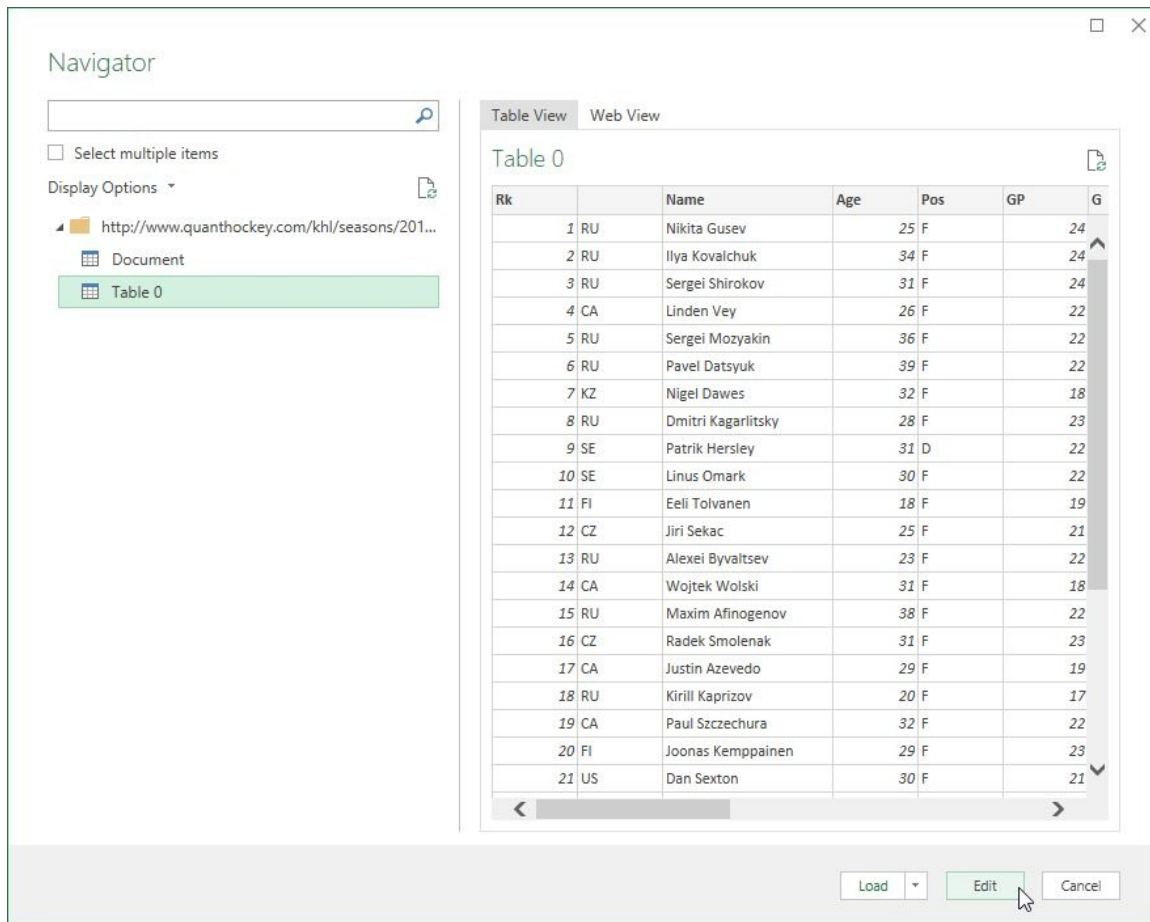 Navigator
Select multiple items
Display Options
http://www.quanthockey.com/khl/seasons/201...
Document
Table 0
Table View Web View
Table 0
Rk Name Age Pos GP G
1 RU Nikita Gusev 25 F 24
2 RU Ilya Kovalchuk 34 F 24
3 RU Sergei Shirokov 31 F 24
4 CA Linden Vey 26 F 22
5 RU Sergei Mozyakin 36 F 22
6 RU Pavel Datsyuk 39 F 22
7 KZ Nigel Dawes 32 F 18
8 RU Dmitri Kagarlitsky 28 F 23
9 SE Patrik Hersley 31 D 22
10 SE Linus Omark 30 F 22
11 FI Eeli Tolvanen 18 F 19
12 CZ Jiri Sekac 25 F 21
13 RU Alexei Byvaltsev 23 F 22
14 CA Wojtek Wolski 31 F 18
15 RU Maxim Afinogenov 38 F 22
16 CZ Radek Smolenak 31 F 23
17 CA Justin Azevedo 29 F 19
18 RU Kirill Kaprizov 20 F 17
19 CA Paul Szczechura 32 F 22
20 FI Joonas Kemppainen 29 F 23
21 US Dan Sexton 30 F 21
Load Edit Cancel